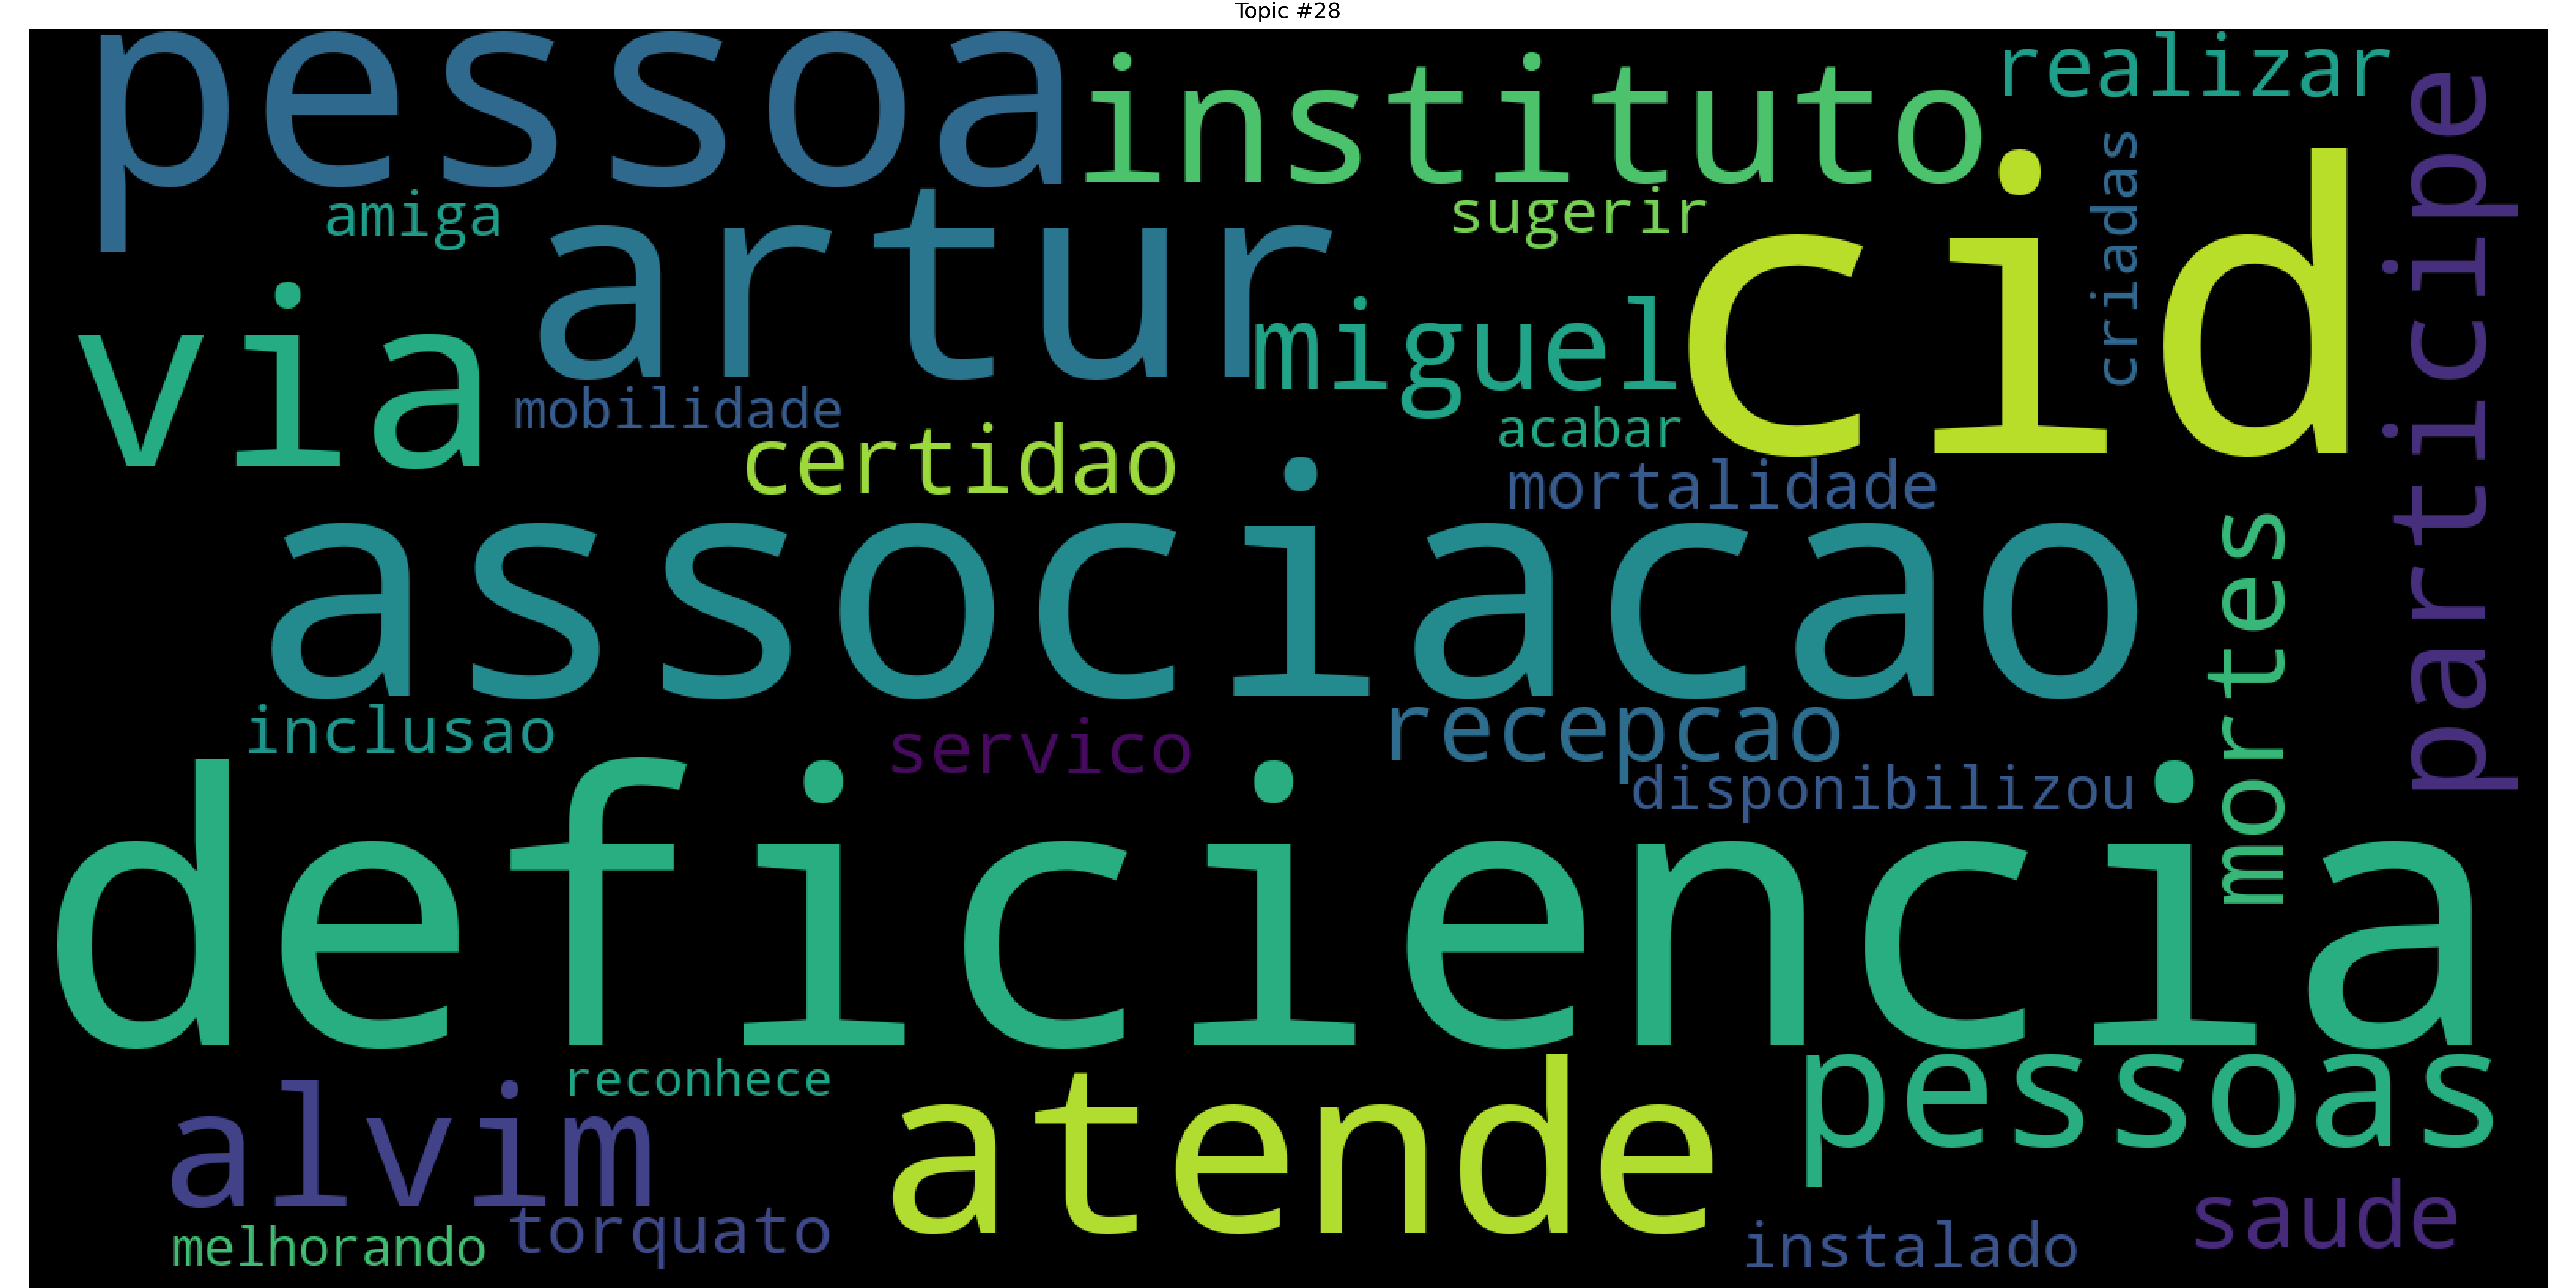 Topic #28
pessoa
instituto
realizar
participe
criadas
amiga
sugerir
artur
cid
via
miguel
mobilidade
acabar
certidao
mortalidade
associacao
mortes
inclusao
servico
recepcao
disponibilizou
deficiencia
reconhece
pessoas
alvim
atende
saude
melhorando
torquato
instalado